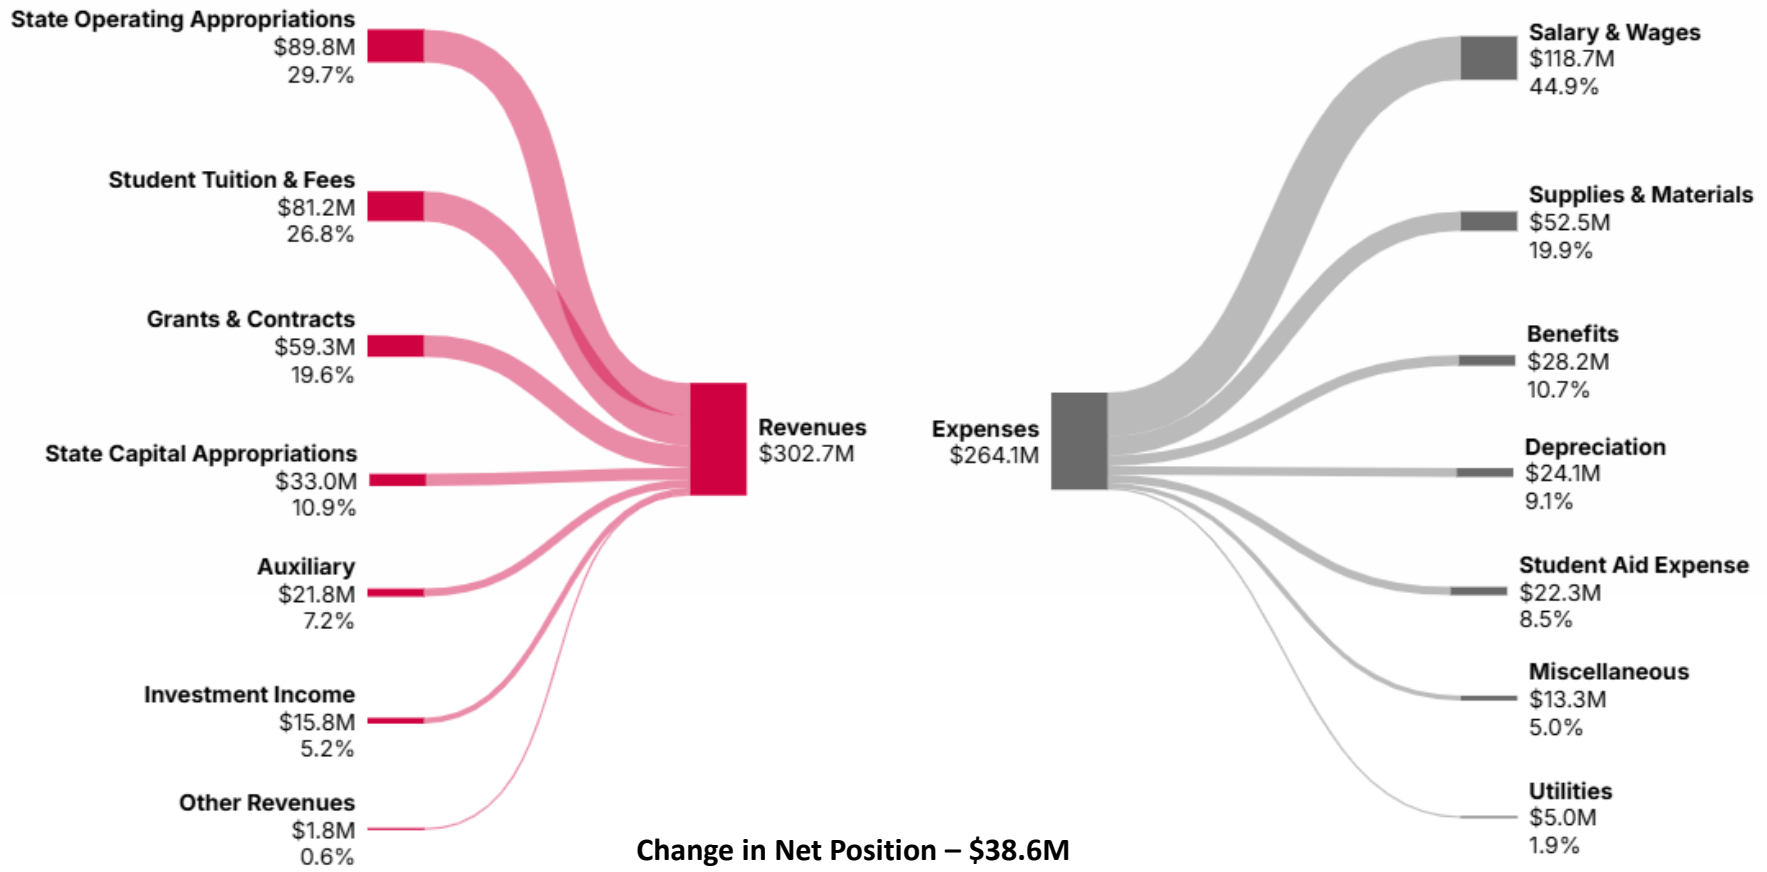 State Operating Appropriations
$89.8M
29.7%
Student Tuition & Fees
$81.2M
26.8%
Grants & Contracts
$59.3M
19.6%
State Capital Appropriations
$33.0M
10.9%
Auxiliary
$21.8M
7.2%
Investment Income
$15.8M
5.2%
Other Revenues
$1.8M
0.6%
Revenues
$302.7M
Expenses
$264.1M
Salary & Wages
$118.7M
44.9%
Supplies & Materials
$52.5M
19.9%
Benefits
$28.2M
10.7%
Depreciation
$24.1M
9.1%
Student Aid Expense
$22.3M
8.5%
Miscellaneous
$13.3M
5.0%
Utilities
$5.0M
1.9%
Change in Net Position – $38.6M